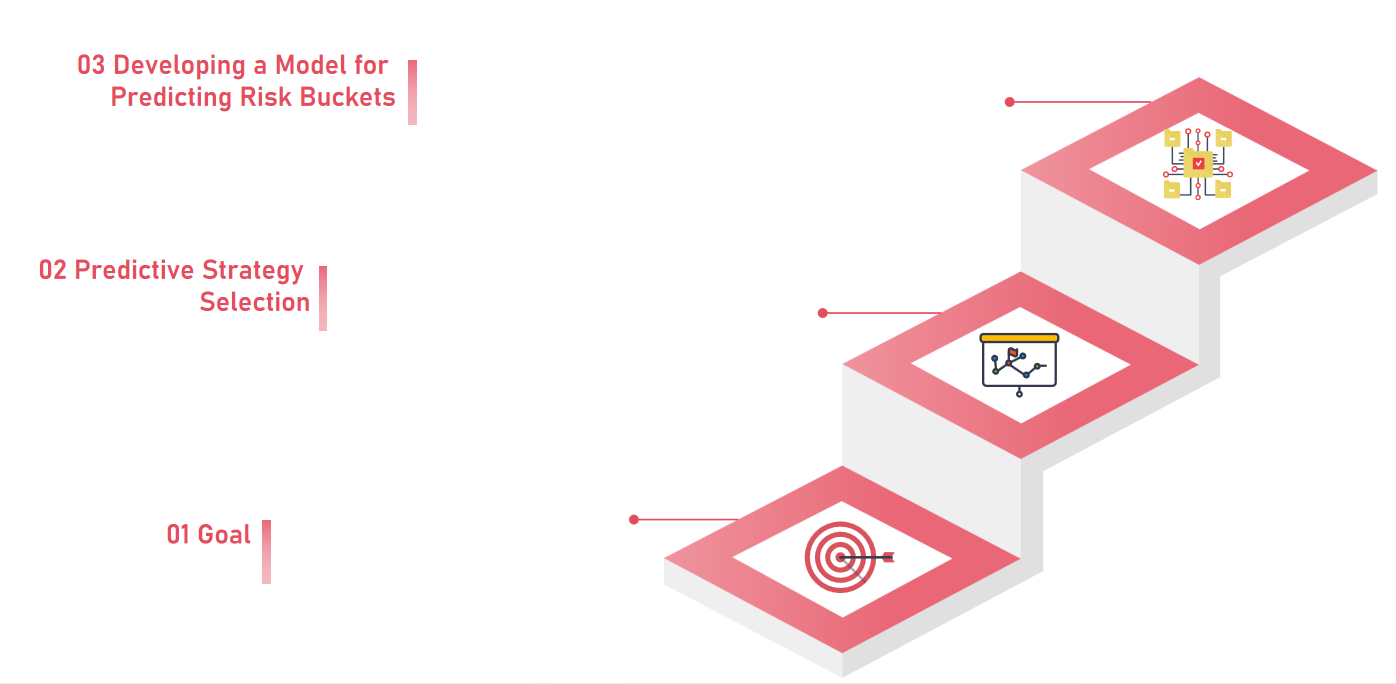 03 Developing a Model for
Predicting Risk Buckets
02 Predictive Strategy
Selection
01 Goal